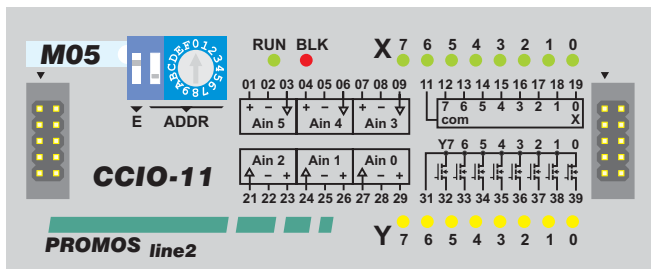 M05
CDEF0123456789AB
E ADDR
RUN BLK
X 7 6 5 4 3 2 1 0
01 02 03 04 05 06 07 08 09
+ − + − + −
Ain 5 Ain 4 Ain 3
11 12 13 14 15 16 17 18 19
7 6 5 4 3 2 1 0
com X
CCIO-11
Ain 2 Ain 1 Ain 0
− + − + − +
21 22 23 24 25 26 27 28 29
Y7 6 5 4 3 2 1 0
31 32 33 34 35 36 37 38 39
PROMOS line2
Y 7 6 5 4 3 2 1 0